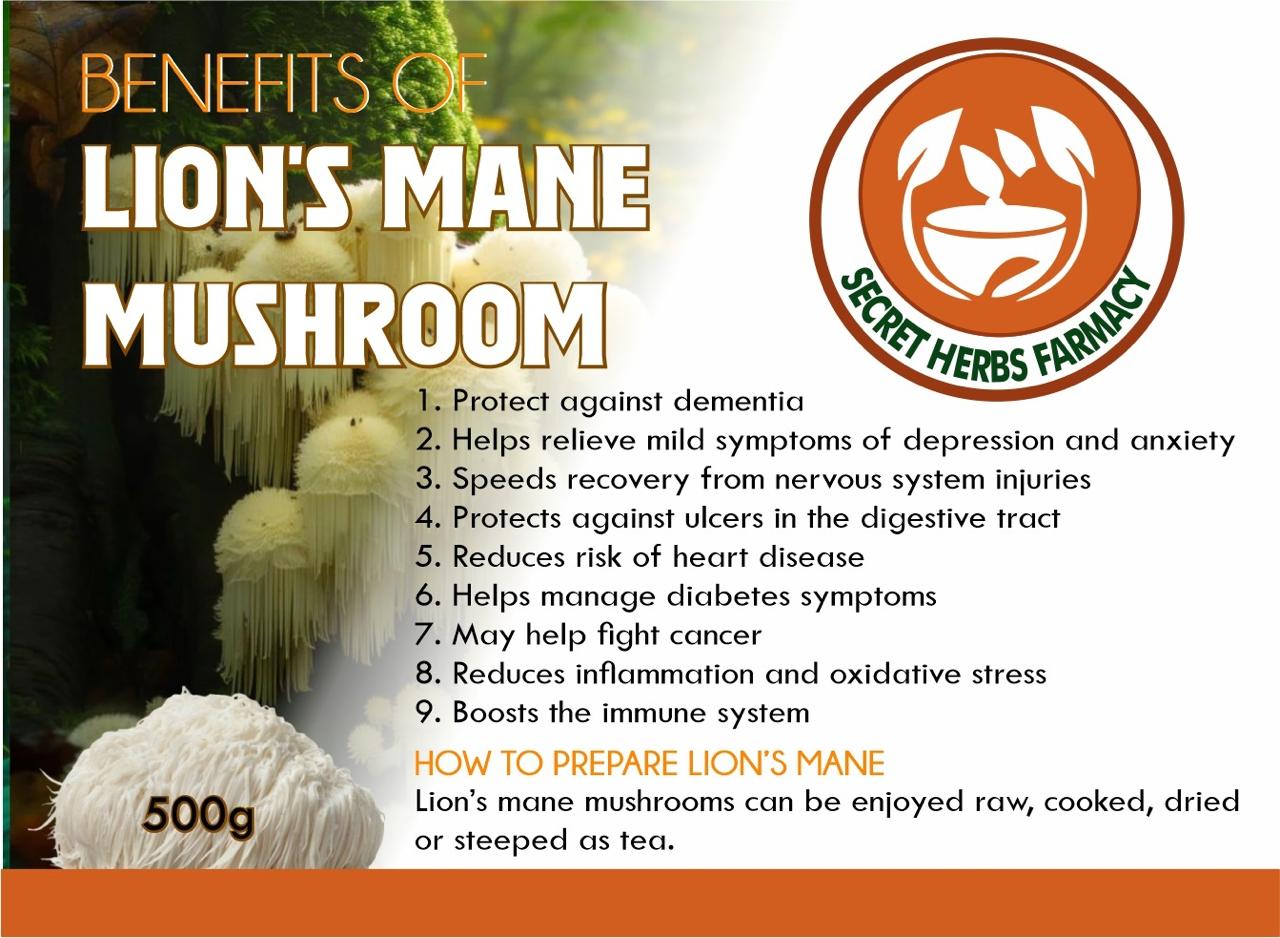 BENEFITS OF
LION'S MANE
MUSHROOM
SECRET HERBS FARMACY
1. Protect against dementia
2. Helps relieve mild symptoms of depression and anxiety
3. Speeds recovery from nervous system injuries
4. Protects against ulcers in the digestive tract
5. Reduces risk of heart disease
6. Helps manage diabetes symptoms
7. May help fight cancer
8. Reduces inflammation and oxidative stress
9. Boosts the immune system
HOW TO PREPARE LION'S MANE
Lion's mane mushrooms can be enjoyed raw, cooked, dried
or steeped as tea.
500g